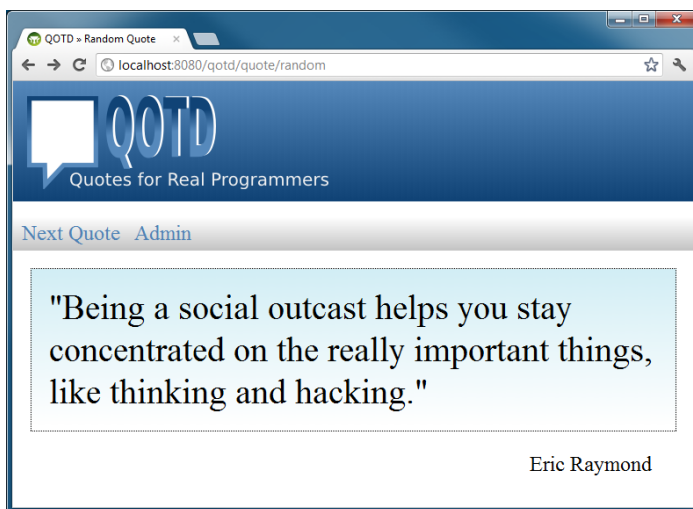 QOTD » Random Quote
localhost:8080/qotd/quote/random
QOTD
Quotes for Real Programmers
Next Quote Admin
"Being a social outcast helps you stay
concentrated on the really important things,
like thinking and hacking."
Eric Raymond